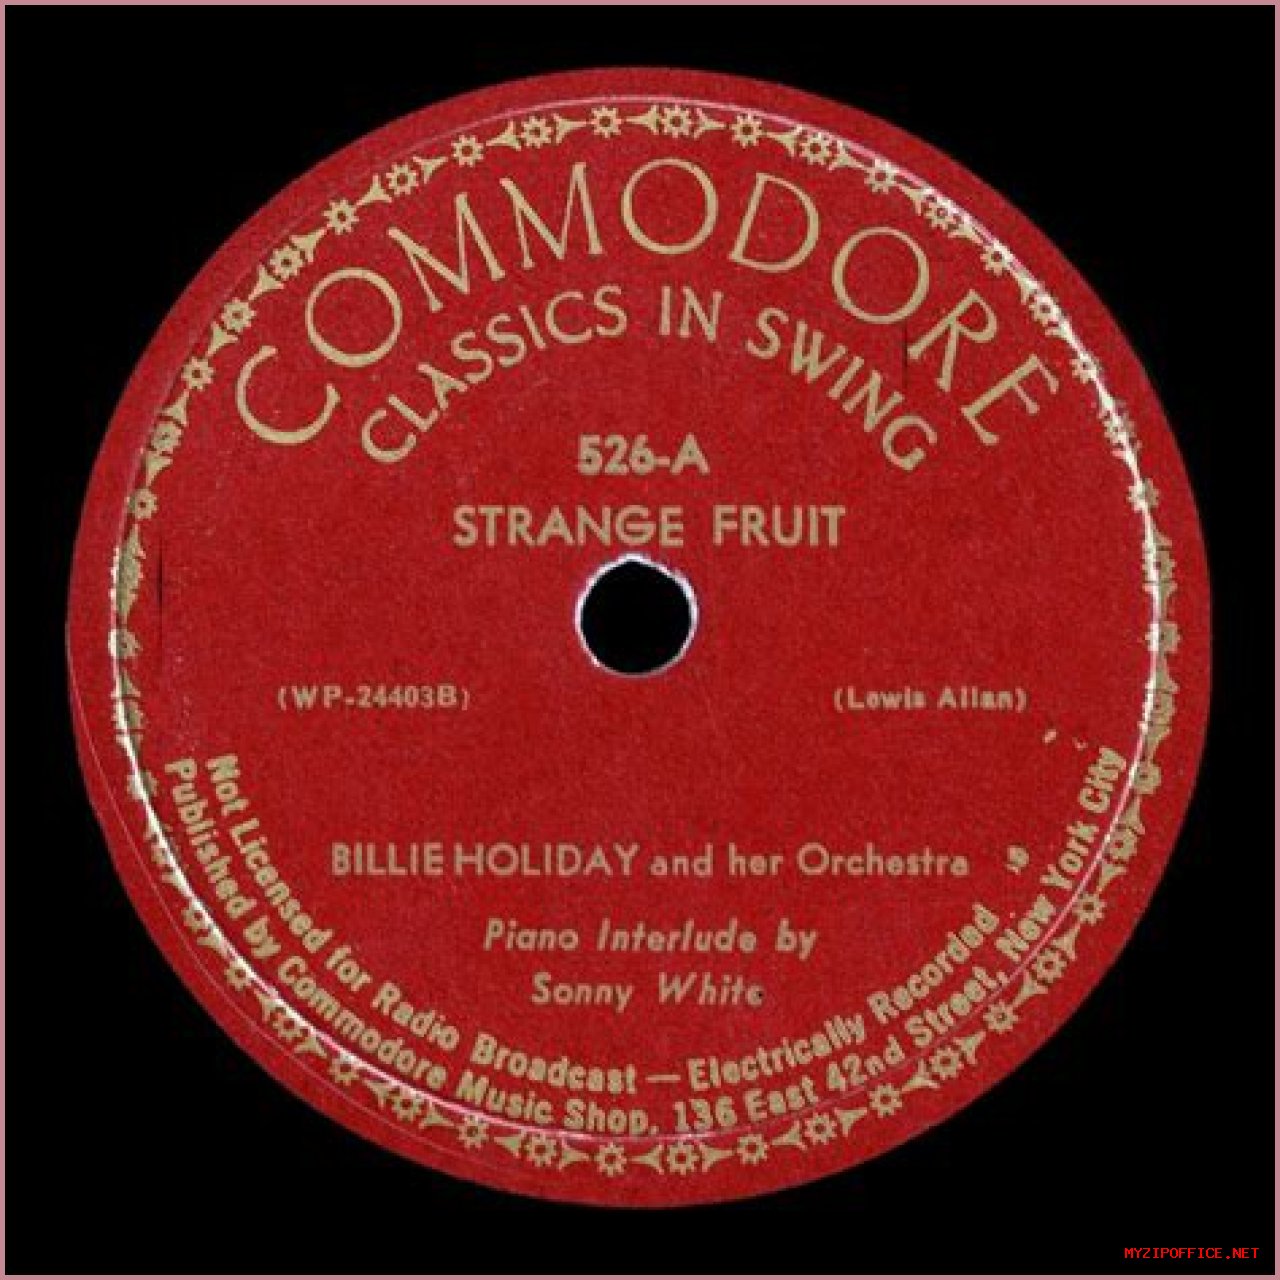 COMMODORE
CLASSICS IN SWING
526-A
STRANGE FRUIT
(WP-24403B)
(Lewis Allan)
BILLIE HOLIDAY and her Orchestra
Piano Interlude by
Sonny White
Not Licensed for Radio Broadcast — Electrically Recorded
Published by Commodore Music Shop, 136 East 42nd Street, New York City
MYZIPOFFICE.NET